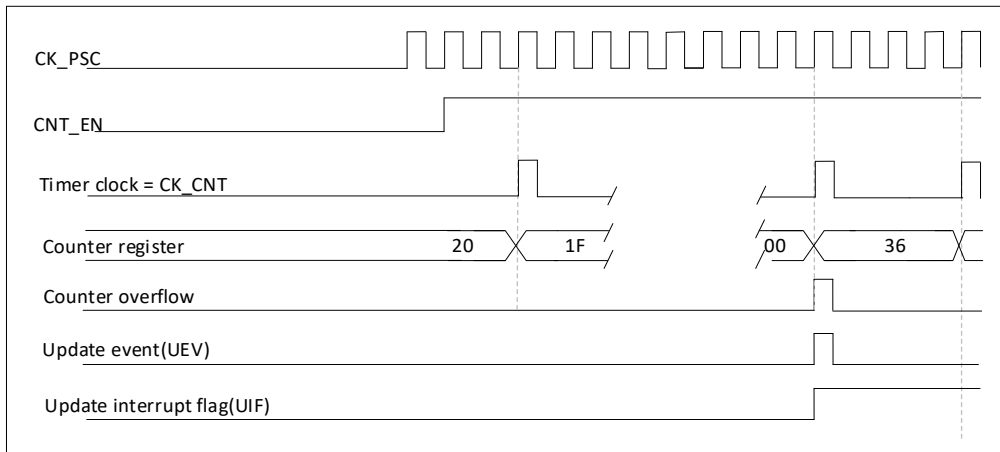 CK_PSC
CNT_EN
Timer clock = CK_CNT
Counter register 20 1F 00 36
Counter overflow
Update event(UEV)
Update interrupt flag(UIF)